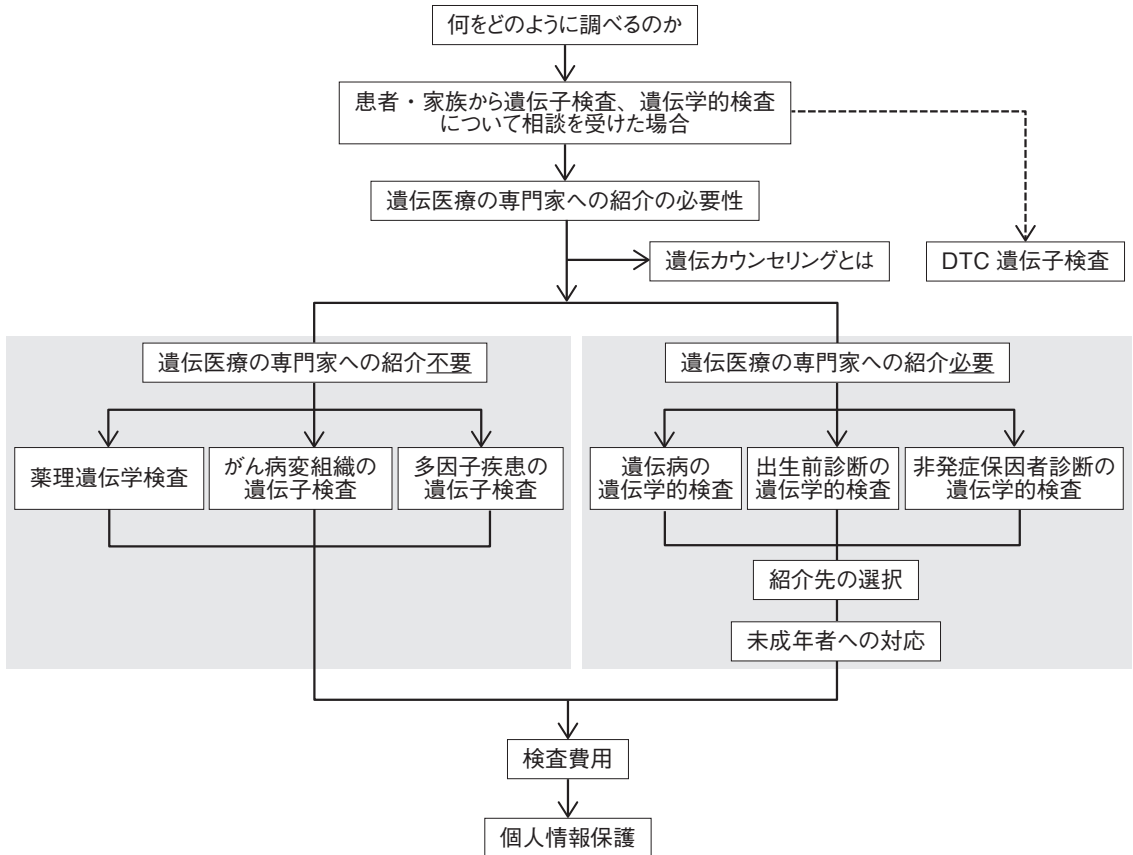 何をどのように調べるのか
患者・家族から遺伝子検査、遺伝学的検査
について相談を受けた場合
遺伝医療の専門家への紹介の必要性
遺伝カウンセリングとは
DTC 遺伝子検査
遺伝医療の専門家への紹介不要
遺伝医療の専門家への紹介必要
薬理遺伝学検査
がん病変組織の
遺伝子検査
多因子疾患の
遺伝子検査
遺伝病の
遺伝学的検査
出生前診断の
遺伝学的検査
非発症保因者診断の
遺伝学的検査
紹介先の選択
未成年者への対応
検査費用
個人情報保護